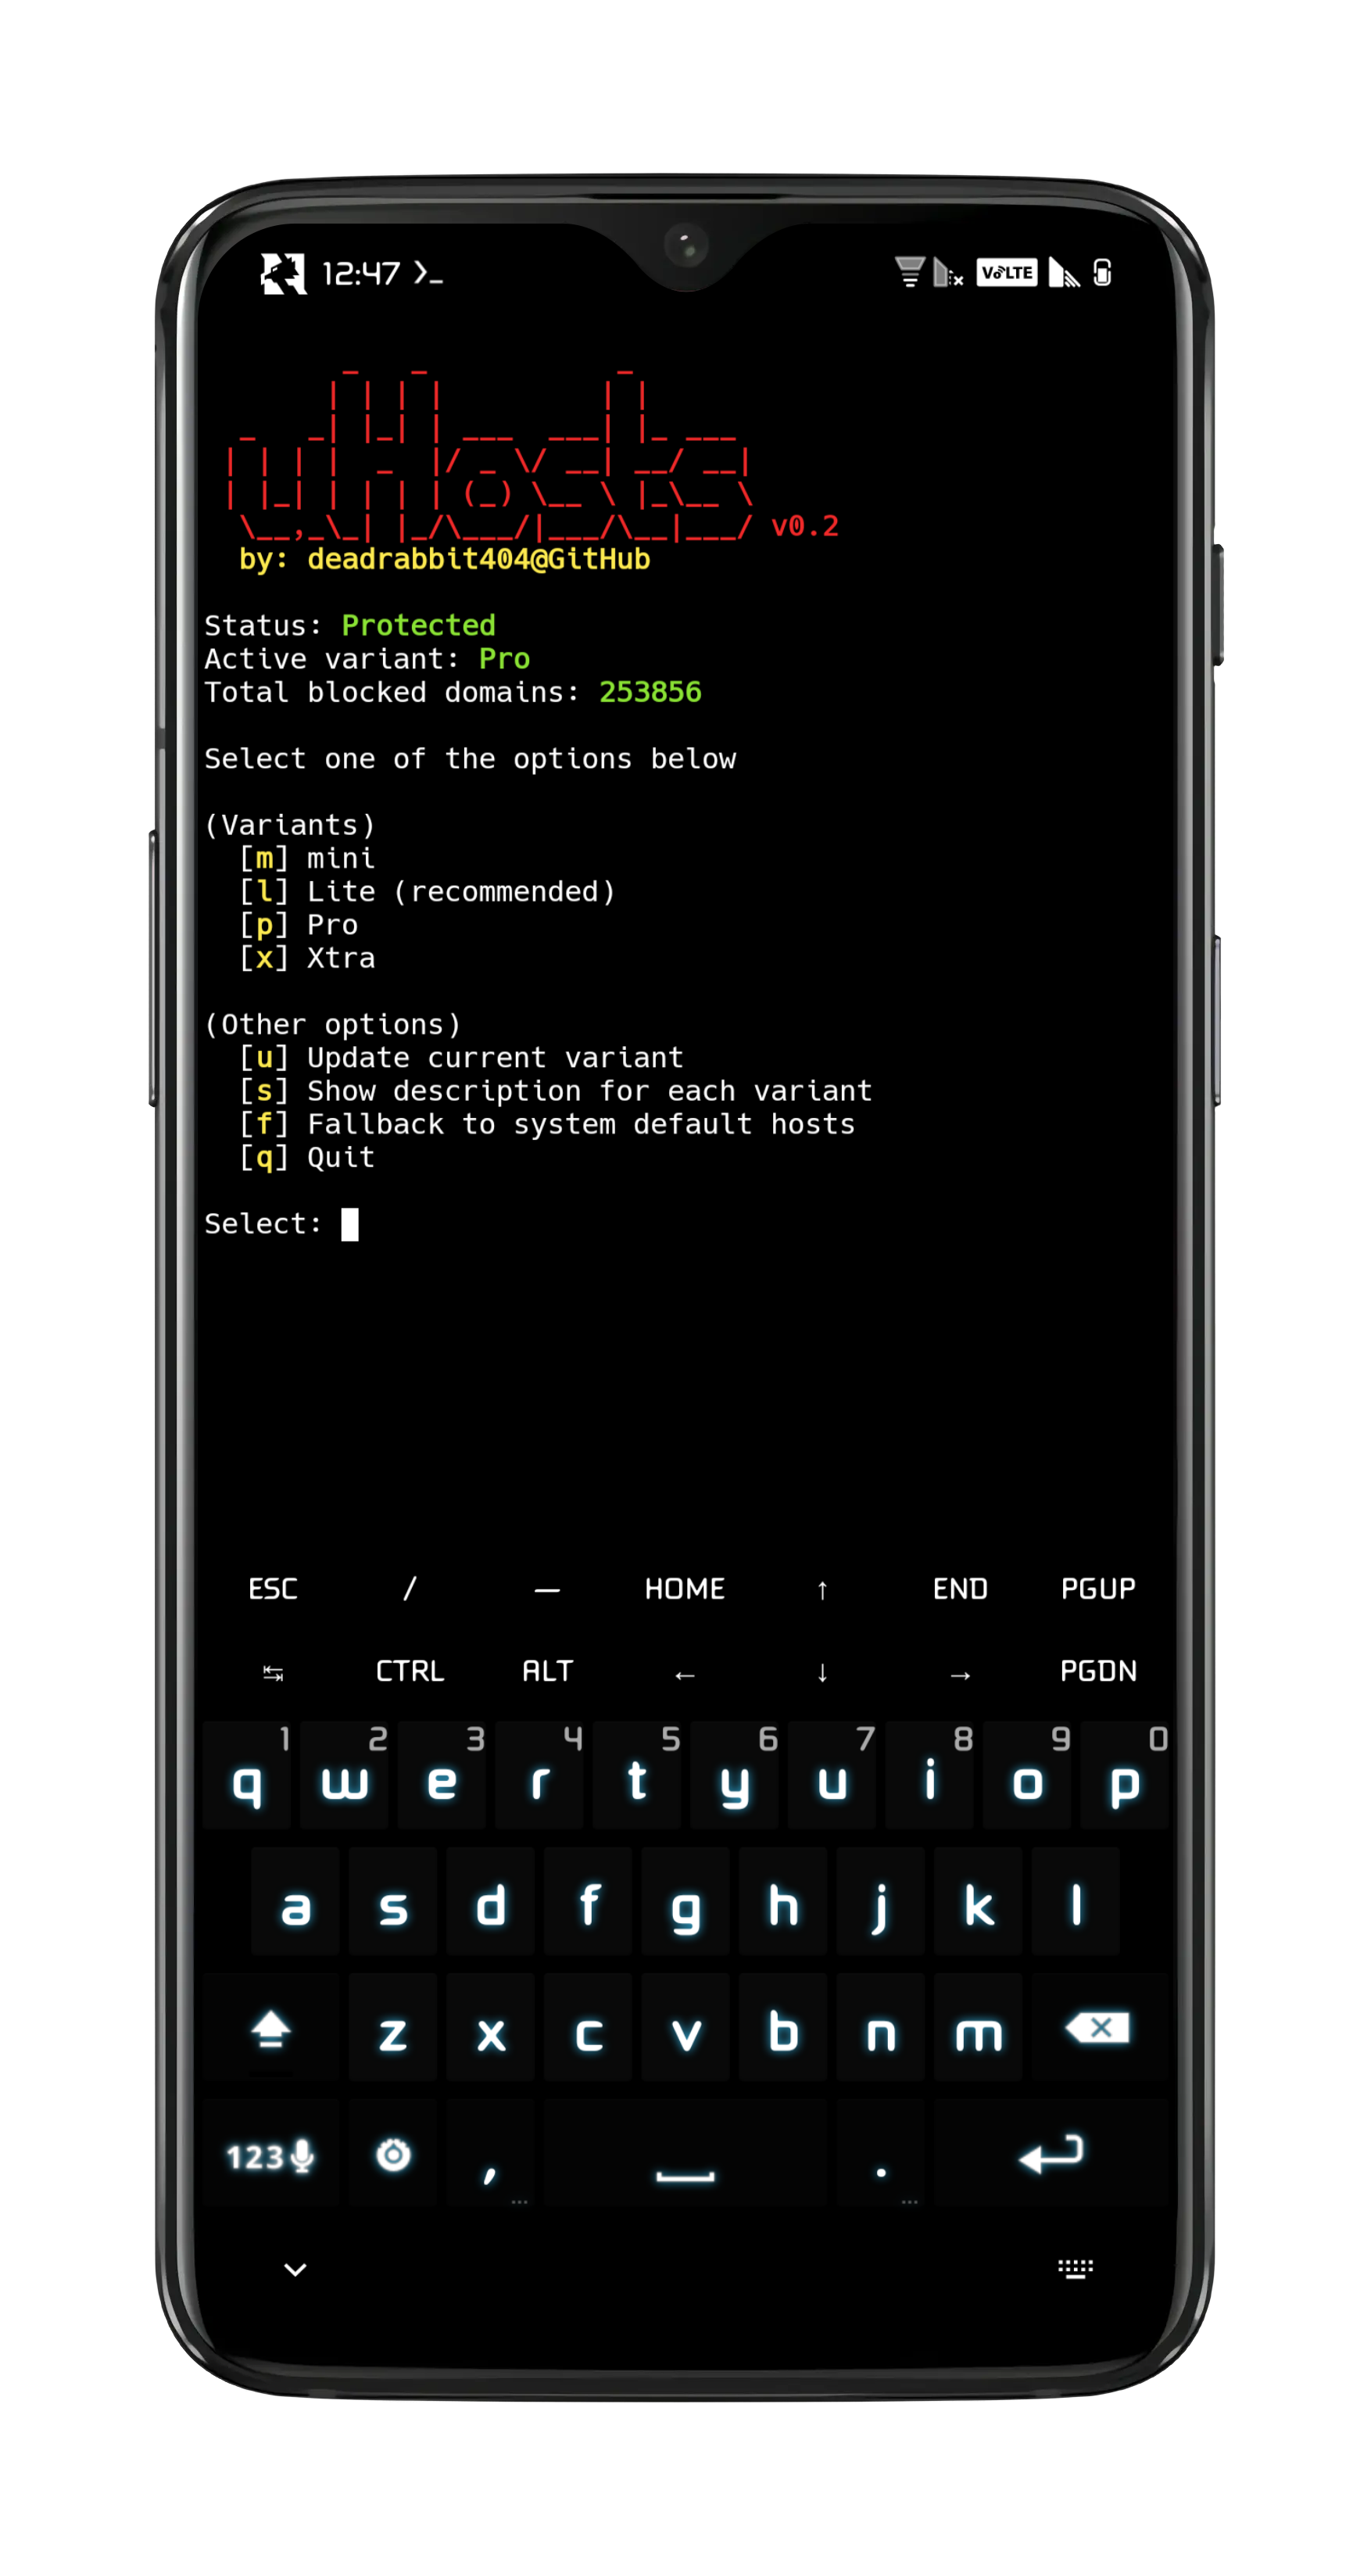 12:47 >_ VoLTE
uHosts v0.2
by: deadrabbit404@GitHub
Status: Protected
Active variant: Pro
Total blocked domains: 253856
Select one of the options below
(Variants)
[m] mini
[l] Lite (recommended)
[p] Pro
[x] Xtra
(Other options)
[u] Update current variant
[s] Show description for each variant
[f] Fallback to system default hosts
[q] Quit
Select:
ESC / — HOME ↑ END PGUP
↹ CTRL ALT ← ↓ → PGDN
1 2 3 4 5 6 7 8 9 0
q w e r t y u i o p
a s d f g h j k l
z x c v b n m
123 , .